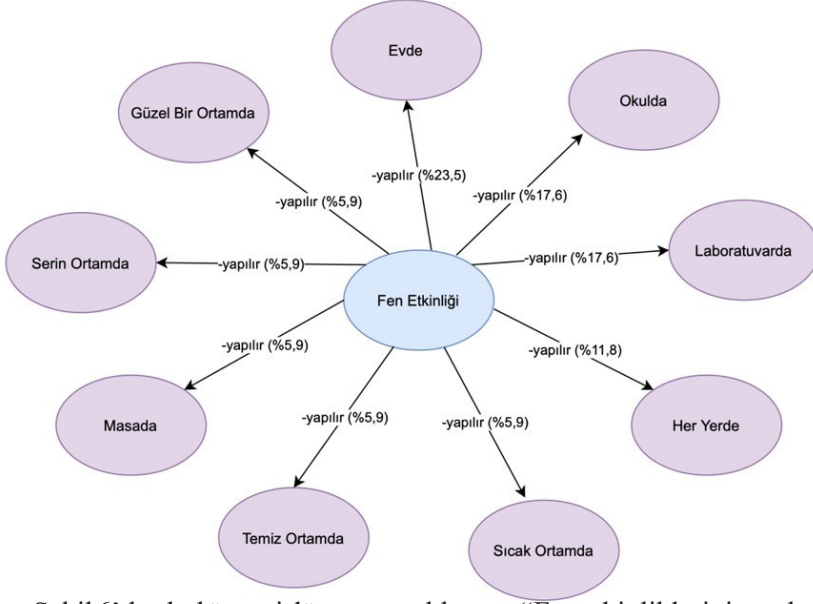 Evde
Okulda
Güzel Bir Ortamda
-yapılır (%23,5)
-yapılır (%17,6)
-yapılır (%5,9)
Serin Ortamda
-yapılır (%5,9)
-yapılır (%17,6)
Laboratuvarda
Fen Etkinliği
-yapılır (%5,9)
-yapılır (%11,8)
Masada
Her Yerde
-yapılır (%5,9)
-yapılır (%5,9)
Temiz Ortamda
Sıcak Ortamda